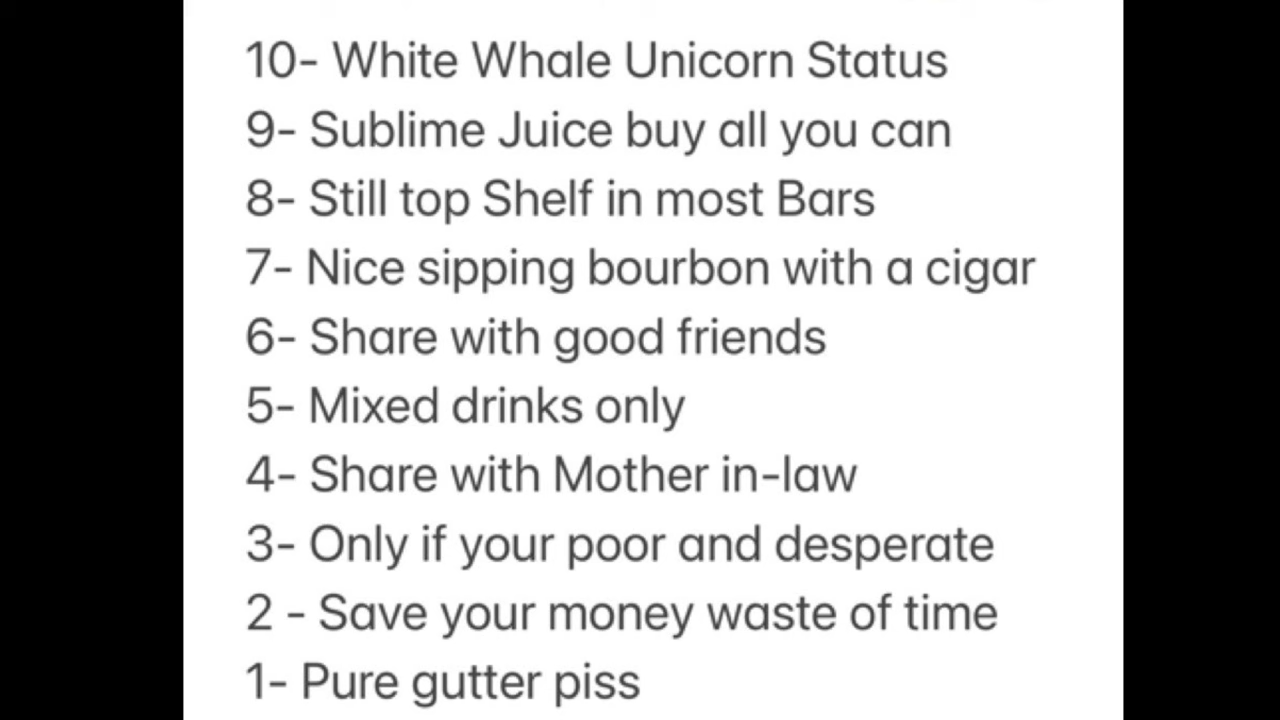 10- White Whale Unicorn Status
9- Sublime Juice buy all you can
8- Still top Shelf in most Bars
7- Nice sipping bourbon with a cigar
6- Share with good friends
5- Mixed drinks only
4- Share with Mother in-law
3- Only if your poor and desperate
2 - Save your money waste of time
1- Pure gutter piss